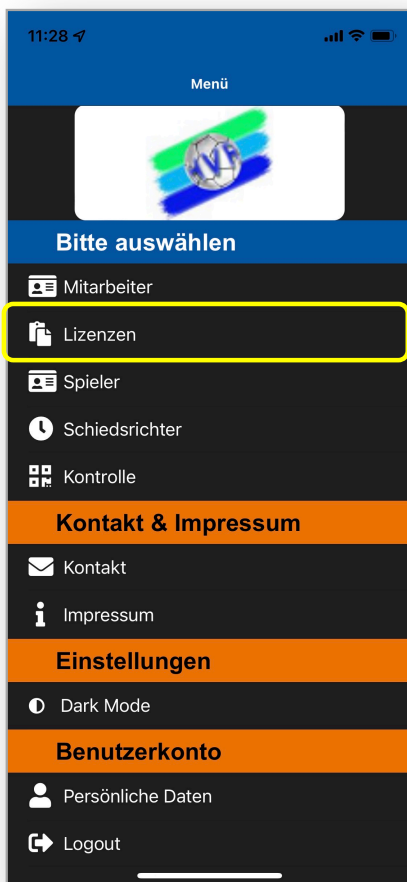 11:28
Menü
HVR
Bitte auswählen
Mitarbeiter
Lizenzen
Spieler
Schiedsrichter
Kontrolle
Kontakt & Impressum
Kontakt
Impressum
Einstellungen
Dark Mode
Benutzerkonto
Persönliche Daten
Logout